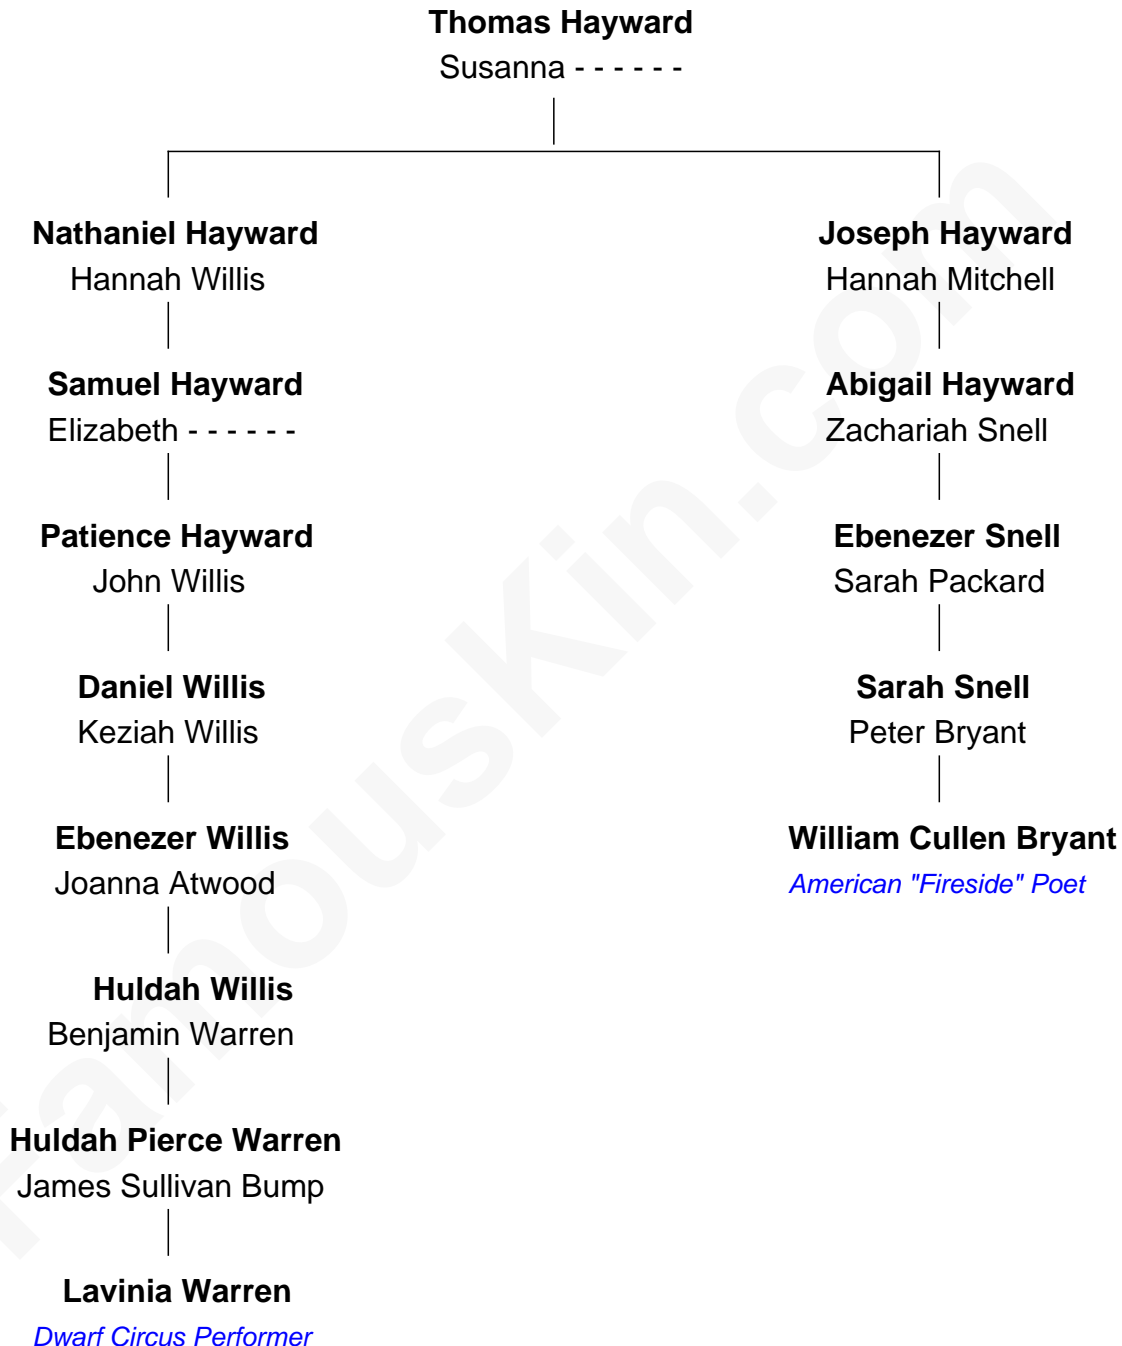 Thomas Hayward
Susanna - - - - - -
Nathaniel Hayward
Hannah Willis
Joseph Hayward
Hannah Mitchell
Samuel Hayward
Elizabeth - - - - - -
Abigail Hayward
Zachariah Snell
Patience Hayward
John Willis
Ebenezer Snell
Sarah Packard
Daniel Willis
Keziah Willis
Sarah Snell
Peter Bryant
Ebenezer Willis
Joanna Atwood
William Cullen Bryant
American "Fireside" Poet
Huldah Willis
Benjamin Warren
Huldah Pierce Warren
James Sullivan Bump
Lavinia Warren
Dwarf Circus Performer
FamousKin.com